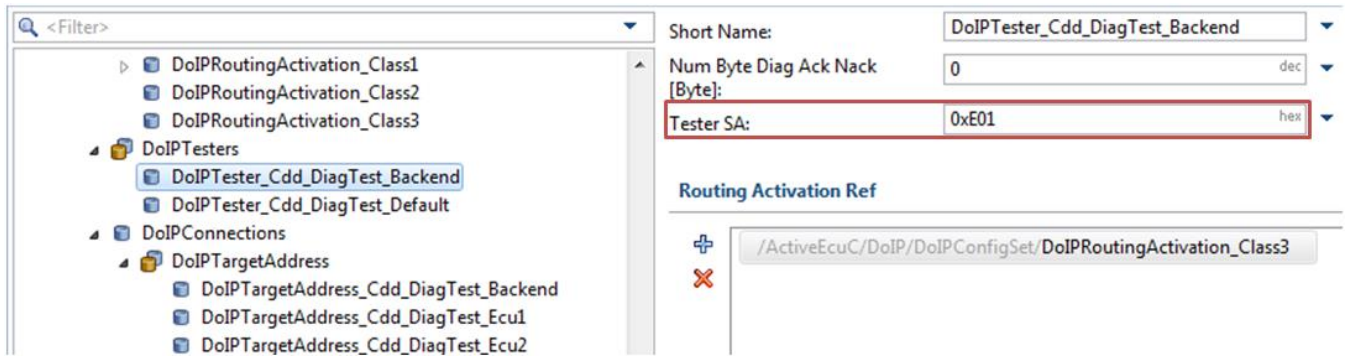 <Filter>
DoIPRoutingActivation_Class1
DoIPRoutingActivation_Class2
DoIPRoutingActivation_Class3
DoIPTesters
DoIPTester_Cdd_DiagTest_Backend
DoIPTester_Cdd_DiagTest_Default
DoIPConnections
DoIPTargetAddress
DoIPTargetAddress_Cdd_DiagTest_Backend
DoIPTargetAddress_Cdd_DiagTest_Ecu1
DoIPTargetAddress_Cdd_DiagTest_Ecu2
Short Name: DoIPTester_Cdd_DiagTest_Backend
Num Byte Diag Ack Nack 0 dec
[Byte]:
Tester SA: 0xE01 hex
Routing Activation Ref
/ActiveEcuC/DoIP/DoIPConfigSet/DoIPRoutingActivation_Class3